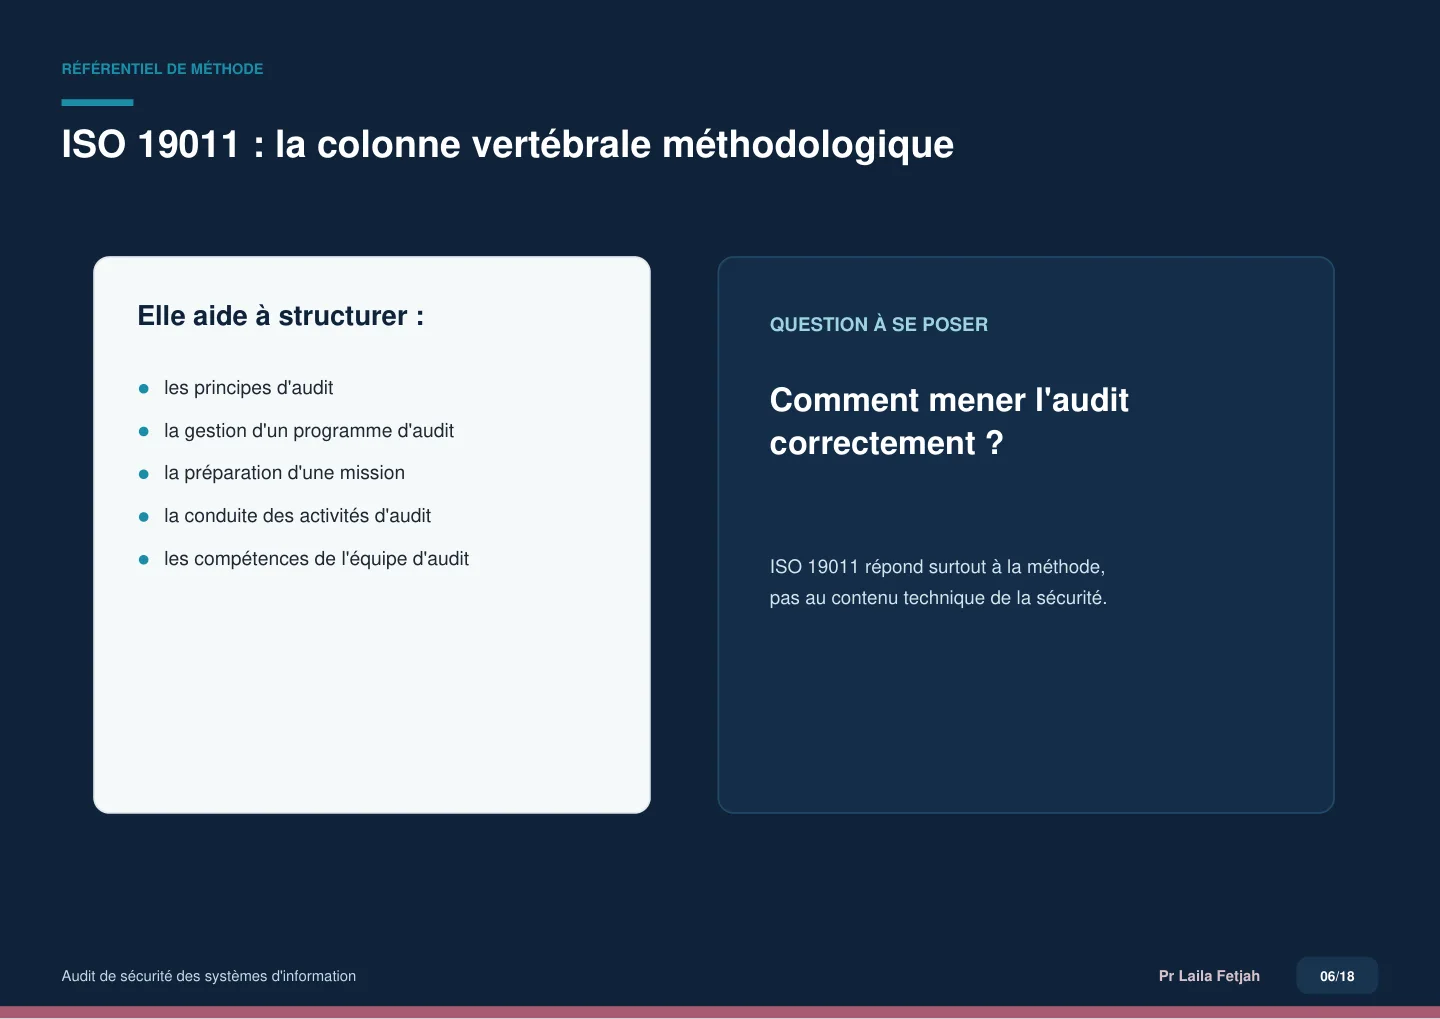 RÉFÉRENTIEL DE MÉTHODE
ISO 19011 : la colonne vertébrale méthodologique
Elle aide à structurer :
les principes d'audit
la gestion d'un programme d'audit
la préparation d'une mission
la conduite des activités d'audit
les compétences de l'équipe d'audit
QUESTION À SE POSER
Comment mener l'audit
correctement ?
ISO 19011 répond surtout à la méthode,
pas au contenu technique de la sécurité.
Audit de sécurité des systèmes d'information
Pr Laila Fetjah
06/18